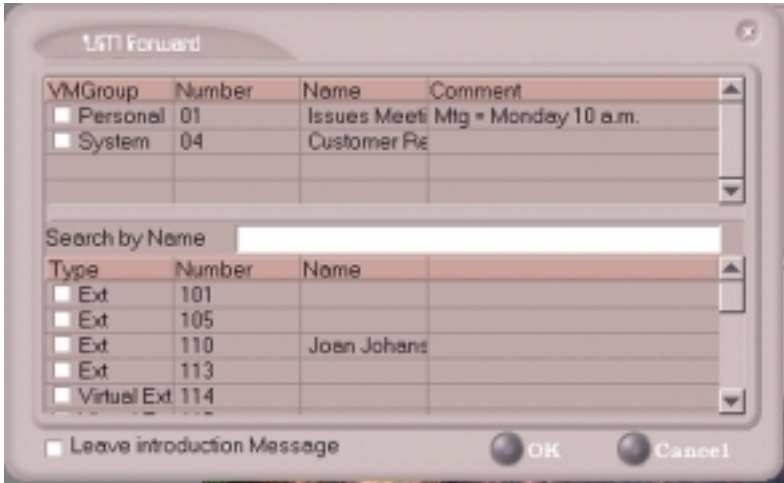 Forward
VMGroup Number Name Comment
Personal 01 Issues Meeti Mtg = Monday 10 a.m.
System 04 Customer Re
Search by Name
Type Number Name
Ext 101
Ext 105
Ext 110 Joan Johans
Ext 113
Virtual Ext 114
Leave introduction Message
OK Cancel